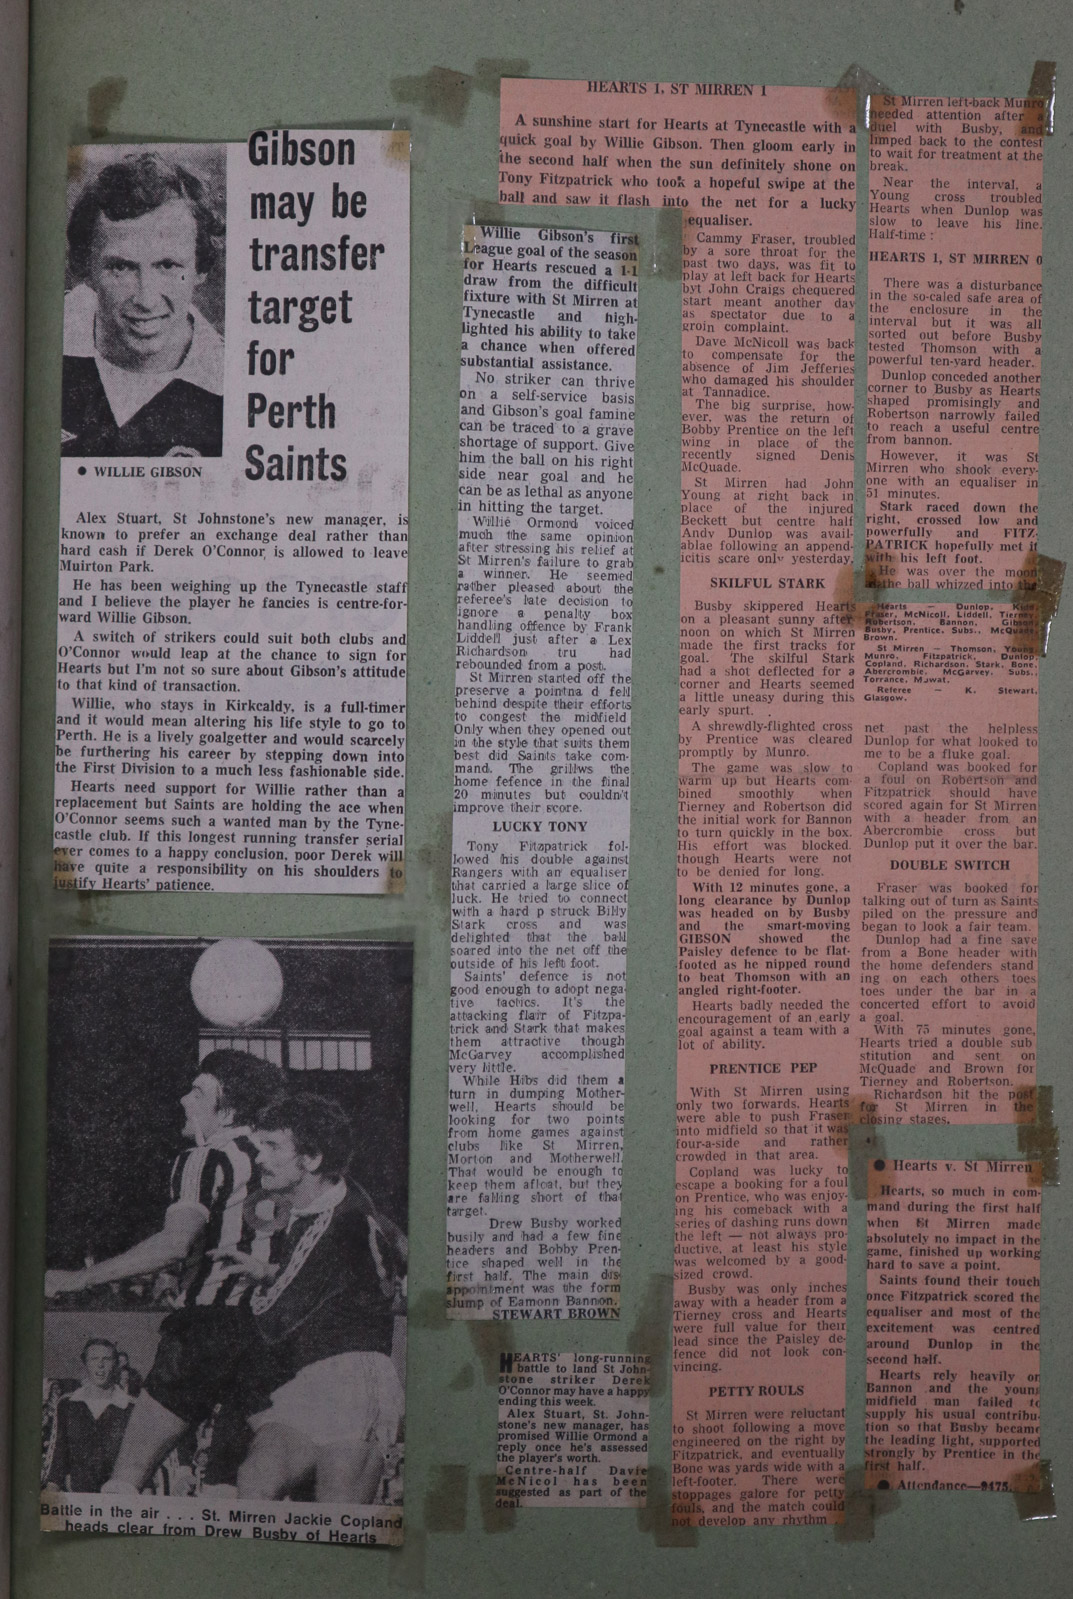 Gibson
may be
transfer
target
for
Perth
Saints
● WILLIE GIBSON
Alex Stuart, St Johnstone's new manager, is
known to prefer an exchange deal rather than
hard cash if Derek O'Connor is allowed to leave
Muirton Park.
He has been weighing up the Tynecastle staff
and I believe the player he fancies is centre-for-
ward Willie Gibson.
A switch of strikers could suit both clubs and
O'Connor would leap at the chance to sign for
Hearts but I'm not so sure about Gibson's attitude
to that kind of transaction.
Willie, who stays in Kirkcaldy, is a full-timer
and it would mean altering his life style to go to
Perth. He is a lively goalgetter and would scarcely
be furthering his career by stepping down into
the First Division to a much less fashionable side.
Hearts need support for Willie rather than a
replacement but Saints are holding the ace when
O'Connor seems such a wanted man by the Tyne-
castle club. If this longest running transfer serial
ever comes to a happy conclusion, poor Derek will
have quite a responsibility on his shoulders to
justify Hearts' patience.
Battle in the air . . . St. Mirren Jackie Copland
heads clear from Drew Busby of Hearts
Willie Gibson's first
League goal of the season
for Hearts rescued a 1-1
draw from the difficult
fixture with St Mirren at
Tynecastle and high-
lighted his ability to take
a chance when offered
substantial assistance.
No striker can thrive
on a self-service basis
and Gibson's goal famine
can be traced to a grave
shortage of support. Give
him the ball on his right
side near goal and he
can be as lethal as anyone
in hitting the target.
Willie Ormond voiced
much the same opinion
after stressing his relief at
St Mirren's failure to grab
a winner. He seemed
rather pleased about the
referee's late decision to
ignore a penalty box
handling offence by Frank
Liddell just after a Lex
Richardson tru had
rebounded from a post.
St Mirren started off the
preserve a pointna d fell
behind despite their efforts
to congest the midfield
Only when they opened out
in the style that suits them
best did Saints take com-
mand. The grillws the
home fefence in the final
20 minutes but couldn't
improve their score.
LUCKY TONY
Tony Fitzpatrick fol-
lowed his double against
Rangers with an equaliser
that carried a large slice of
luck. He tried to connect
with a hard p struck Billy
Stark cross and was
delighted that the ball
soared into the net off the
outside of his left foot.
Saints' defence is not
good enough to adopt nega-
tive tactics. It's the
attacking flair of Fitzpa-
trick and Stark that makes
them attractive though
McGarvey accomplished
very little.
While Hibs did them a
turn in dumping Mother-
well, Hearts should be
looking for two points
from home games against
clubs like St Mirren,
Morton and Motherwell.
That would be enough to
keep them afloat, but they
are falling short of that
target.
Drew Busby worked
busily and had a few fine
headers and Bobby Pren-
tice shaped well in the
first half. The main dis-
appointment was the form
slump of Eamonn Bannon.
STEWART BROWN
HEARTS' long-running
battle to land St John-
stone striker Derek
O'Connor may have a happy
ending this week.
Alex Stuart, St. John-
stone's new manager, has
promised Willie Ormond a
reply once he's assessed
the player's worth.
Centre-half Davie
McNicol has been
suggested as part of the
deal.
HEARTS 1, ST MIRREN 1
A sunshine start for Hearts at Tynecastle with a
quick goal by Willie Gibson. Then gloom early in
the second half when the sun definitely shone on
Tony Fitzpatrick who took a hopeful swipe at the
ball and saw it flash into the net for a lucky
equaliser.
Cammy Fraser, troubled
by a sore throat for the
past two days, was fit to
play at left back for Hearts
byt John Craigs chequered
start meant another day
as spectator due to a
groin complaint.
Dave McNicoll was back
to compensate for the
absence of Jim Jefferies
who damaged his shoulder
at Tannadice.
The big surprise, how-
ever, was the return of
Bobby Prentice on the left
wing in place of the
recently signed Denis
McQuade.
St Mirren had John
Young at right back in
place of the injured
Beckett but centre half
Andy Dunlop was avail-
ablae following an append-
icitis scare only yesterday.
SKILFUL STARK
Busby skippered Hearts
on a pleasant sunny after
noon on which St Mirren
made the first tracks for
goal. The skilful Stark
had a shot deflected for a
corner and Hearts seemed
a little uneasy during this
early spurt.
A shrewdly-flighted cross
by Prentice was cleared
promptly by Munro.
The game was slow to
warm up but Hearts com-
bined smoothly when
Tierney and Robertson did
the initial work for Bannon
to turn quickly in the box.
His effort was blocked
though Hearts were not
to be denied for long.
With 12 minutes gone, a
long clearance by Dunlop
was headed on by Busby
and the smart-moving
GIBSON showed the
Paisley defence to be flat-
footed as he nipped round
to beat Thomson with an
angled right-footer.
Hearts badly needed the
encouragement of an early
goal against a team with a
lot of ability.
PRENTICE PEP
With St Mirren using
only two forwards, Hearts
were able to push Fraser
into midfield so that it was
four-a-side and rather
crowded in that area.
Copland was lucky to
escape a booking for a foul
on Prentice, who was enjoy-
ing his comeback with a
series of dashing runs down
the left — not always pro-
ductive, at least his style
was welcomed by a good-
sized crowd.
Busby was only inches
away with a header from a
Tierney cross and Hearts
were full value for their
lead since the Paisley de-
fence did not look con-
vincing.
PETTY ROULS
St Mirren were reluctant
to shoot following a move
engineered on the right by
Fitzpatrick, and eventually
Bone was yards wide with a
left-footer. There were
stoppages galore for petty
fouls, and the match could
not develop any rhythm
St Mirren left-back Munro
needed attention after a
duel with Busby, and
limped back to the contest
to wait for treatment at the
break.
Near the interval, a
Young cross troubled
Hearts when Dunlop was
slow to leave his line.
Half-time :
HEARTS 1, ST MIRREN 0
There was a disturbance
in the so-caled safe area of
the enclosure in the
interval but it was all
sorted out before Busby
tested Thomson with a
powerful ten-yard header.
Dunlop conceded another
corner to Busby as Hearts
shaped promisingly and
Robertson narrowly failed
to reach a useful centre
from bannon.
However, it was St
Mirren who shook every-
one with an equaliser in
51 minutes.
Stark raced down the
right, crossed low and
powerfully and FITZ-
PATRICK hopefully met it
with his left foot.
He was over the moon
as the ball whizzed into the
Hearts — Dunlop, Kidd,
Fraser, McNicoll, Liddell, Tierney,
Robertson, Bannon, Gibson,
Busby, Prentice, Subs., McQuade,
Brown.
St Mirren — Thomson, Young,
Munro, Fitzpatrick, Dunlop,
Copland, Richardson, Stark, Bone,
Abercrombie, McGarvey. Subs.,
Torrance, Mowat.
Referee — K. Stewart,
Glasgow.
net past the helpless
Dunlop for what looked to
me to be a fluke goal.
Copland was booked for
a foul on Robertson and
Fitzpatrick should have
scored again for St Mirren
with a header from an
Abercrombie cross but
Dunlop put it over the bar.
DOUBLE SWITCH
Fraser was booked for
talking out of turn as Saints
piled on the pressure and
began to look a fair team.
Dunlop had a fine save
from a Bone header with
the home defenders stand
ing on each others toes
toes under the bar in a
concerted effort to avoid
a goal.
With 75 minutes gone,
Hearts tried a double sub
stitution and sent on
McQuade and Brown for
Tierney and Robertson.
Richardson hit the post
for St Mirren in the
closing stages.
● Hearts v. St Mirren
Hearts, so much in com-
mand during the first half
when St Mirren made
absolutely no impact in the
game, finished up working
hard to save a point.
Saints found their touch
once Fitzpatrick scored the
equaliser and most of the
excitement was centred
around Dunlop in the
second half.
Hearts rely heavily on
Bannon and the young
midfield man failed to
supply his usual contribu-
tion so that Busby became
the leading light, supported
strongly by Prentice in the
first half.
● Attendance—9475.